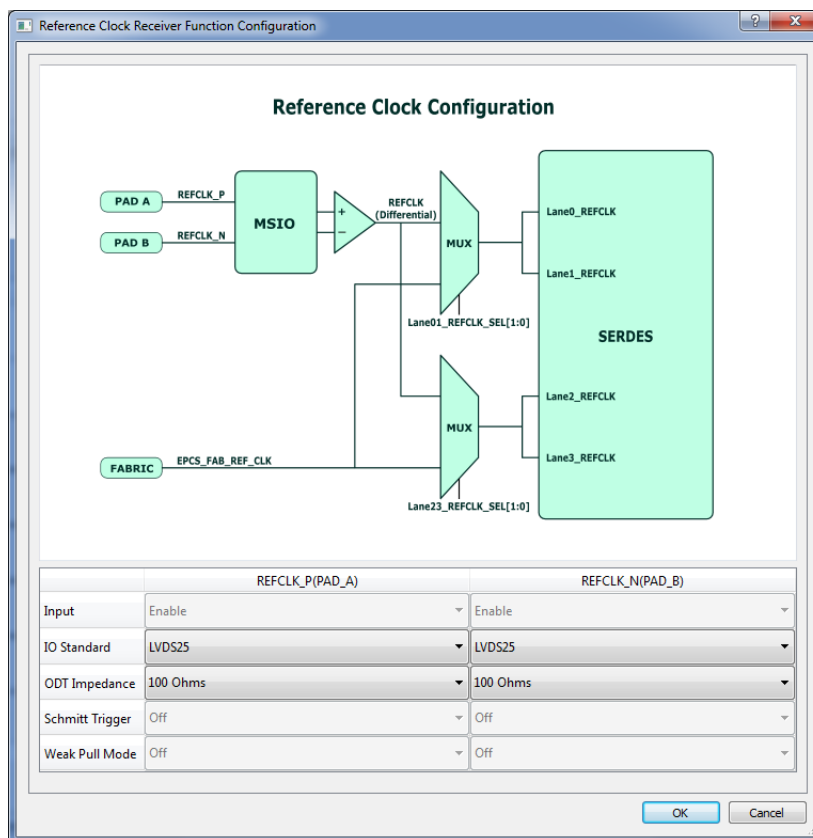 Reference Clock Receiver Function Configuration
?
Reference Clock Configuration
PAD A
REFCLK_P
PAD B
REFCLK_N
MSIO
+
−
REFCLK
(Differential)
MUX
Lane01_REFCLK_SEL[1:0]
Lane0_REFCLK
Lane1_REFCLK
SERDES
MUX
Lane2_REFCLK
Lane3_REFCLK
FABRIC
EPCS_FAB_REF_CLK
Lane23_REFCLK_SEL[1:0]
REFCLK_P(PAD_A) REFCLK_N(PAD_B)
Input Enable Enable
IO Standard LVDS25 LVDS25
ODT Impedance 100 Ohms 100 Ohms
Schmitt Trigger Off Off
Weak Pull Mode Off Off
OK Cancel